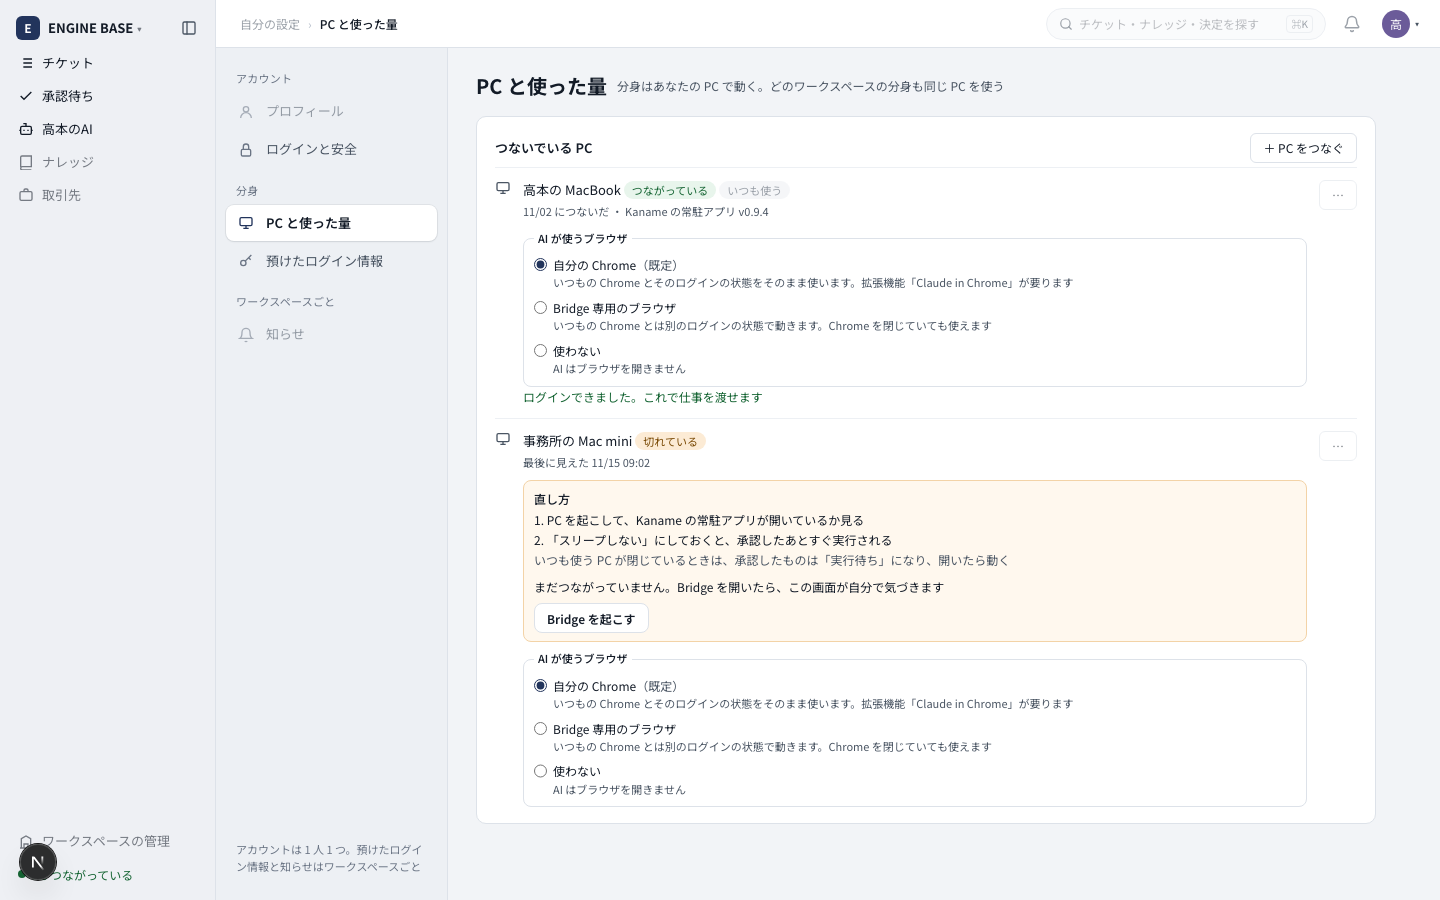 E ENGINE BASE
チケット
承認待ち
高本のAI
ナレッジ
取引先
ワークスペースの管理
つながっている
N
自分の設定 › PC と使った量
チケット・ナレッジ・決定を探す ⌘K
高
アカウント
プロフィール
ログインと安全
分身
PC と使った量
預けたログイン情報
ワークスペースごと
知らせ
アカウントは 1 人 1 つ。預けたログイ
ン情報と知らせはワークスペースごと
PC と使った量 分身はあなたの PC で動く。どのワークスペースの分身も同じ PC を使う
つないでいる PC
＋ PC をつなぐ
高本の MacBook つながっている いつも使う
…
11/02 につないだ ・ Kaname の常駐アプリ v0.9.4
AI が使うブラウザ
自分の Chrome（既定）
いつもの Chrome とそのログインの状態をそのまま使います。拡張機能「Claude in Chrome」が要ります
Bridge 専用のブラウザ
いつもの Chrome とは別のログインの状態で動きます。Chrome を閉じていても使えます
使わない
AI はブラウザを開きません
ログインできました。これで仕事を渡せます
事務所の Mac mini 切れている
…
最後に見えた 11/15 09:02
直し方
1. PC を起こして、Kaname の常駐アプリが開いているか見る
2. 「スリープしない」にしておくと、承認したあとすぐ実行される
いつも使う PC が閉じているときは、承認したものは「実行待ち」になり、開いたら動く
まだつながっていません。Bridge を開いたら、この画面が自分で気づきます
Bridge を起こす
AI が使うブラウザ
自分の Chrome（既定）
いつもの Chrome とそのログインの状態をそのまま使います。拡張機能「Claude in Chrome」が要ります
Bridge 専用のブラウザ
いつもの Chrome とは別のログインの状態で動きます。Chrome を閉じていても使えます
使わない
AI はブラウザを開きません